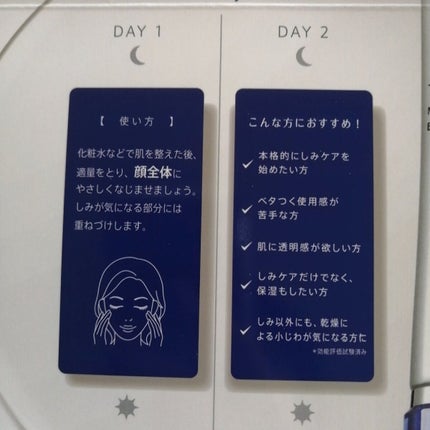 DAY 1
【 使い方 】
化粧水などで肌を整えた後、
適量をとり、顔全体に
やさしくなじませましょう。
しみが気になる部分には
重ねづけします。
DAY 2
こんな方におすすめ！
本格的にしみケアを
始めたい方
ベタつく使用感が
苦手な方
肌に透明感が欲しい方
しみケアだけでなく、
保湿もしたい方
しみ以外にも、乾燥に
よる小じわが気になる方に
*効能評価試験済み